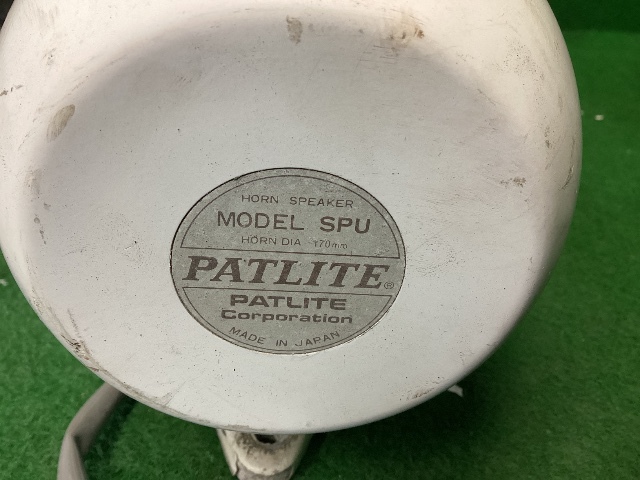 HORN SPEAKER
MODEL SPU
HORN DIA 170mm
PATLITE®
PATLITE
Corporation
MADE IN JAPAN